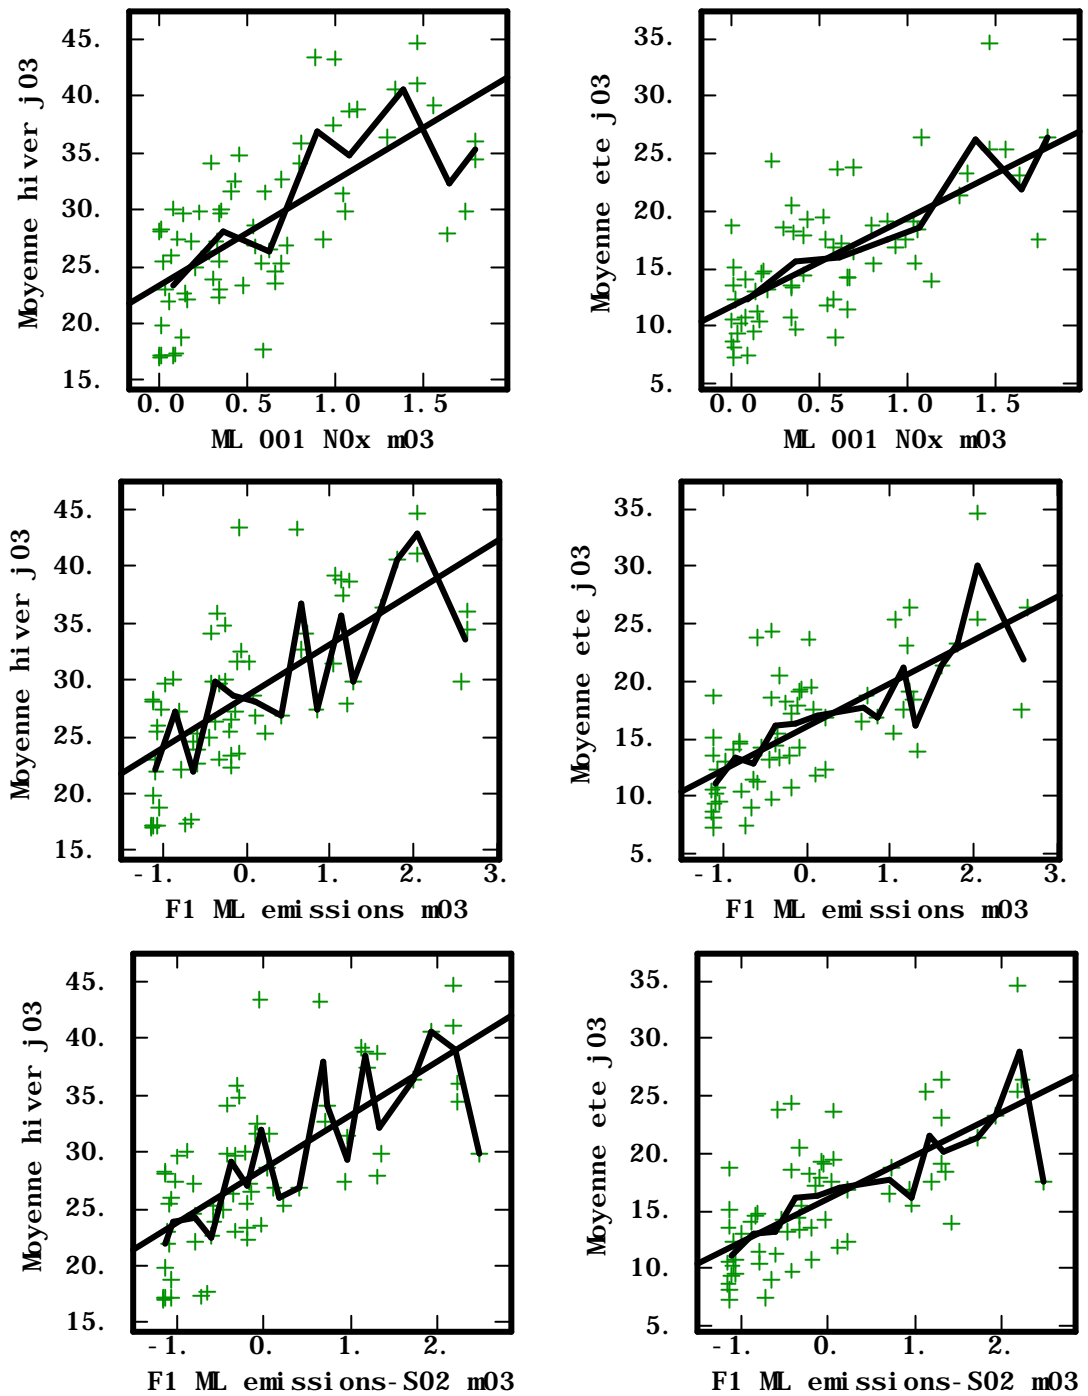 45.
40.
35.
30.
25.
20.
15.
Moyenne hiver j03
0.0 0.5 1.0 1.5
ML 001 N0x m03
35.
30.
25.
20.
15.
10.
5.
Moyenne ete j03
0.0 0.5 1.0 1.5
ML 001 N0x m03
45.
40.
35.
30.
25.
20.
15.
Moyenne hiver j03
-1. 0. 1. 2. 3.
F1 ML emissions m03
35.
30.
25.
20.
15.
10.
5.
Moyenne ete j03
-1. 0. 1. 2. 3.
F1 ML emissions m03
45.
40.
35.
30.
25.
20.
15.
Moyenne hiver j03
-1. 0. 1. 2.
F1 ML emissions-S02 m03
35.
30.
25.
20.
15.
10.
5.
Moyenne ete j03
-1. 0. 1. 2.
F1 ML emissions-S02 m03